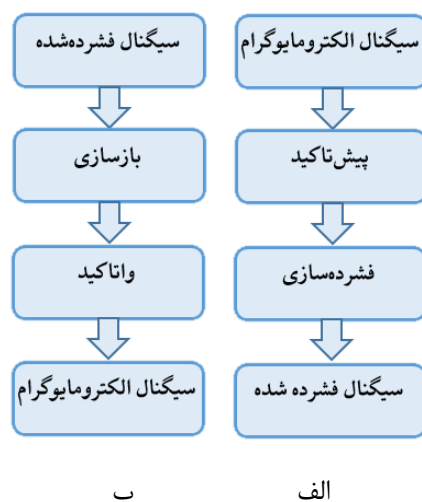 سیگنال الکترومایوگرام
پیش‌تاکید
فشرده‌سازی
سیگنال فشرده شده
الف
سیگنال فشرده‌شده
بازسازی
واتاکید
سیگنال الکترومایوگرام
ب